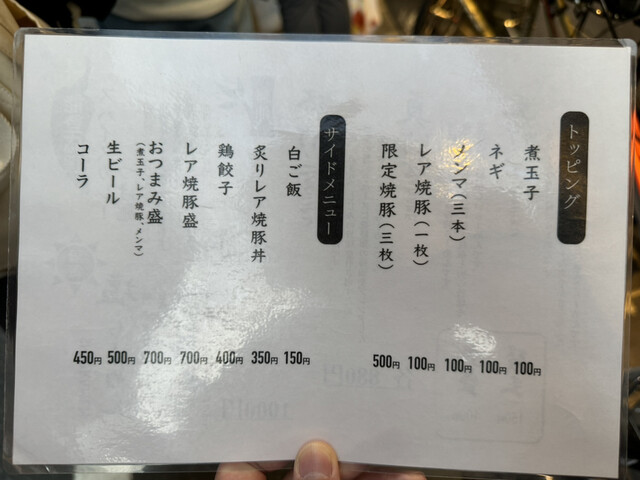 トッピング
煮玉子 100円
ネギ 100円
メンマ（三本） 100円
レア焼豚（一枚） 100円
限定焼豚（三枚） 500円
サイドメニュー
白ご飯 150円
炙りレア焼豚丼 350円
鶏餃子 400円
レア焼豚盛 700円
おつまみ盛 700円
（煮玉子、レア焼豚、メンマ）
生ビール 500円
コーラ 450円